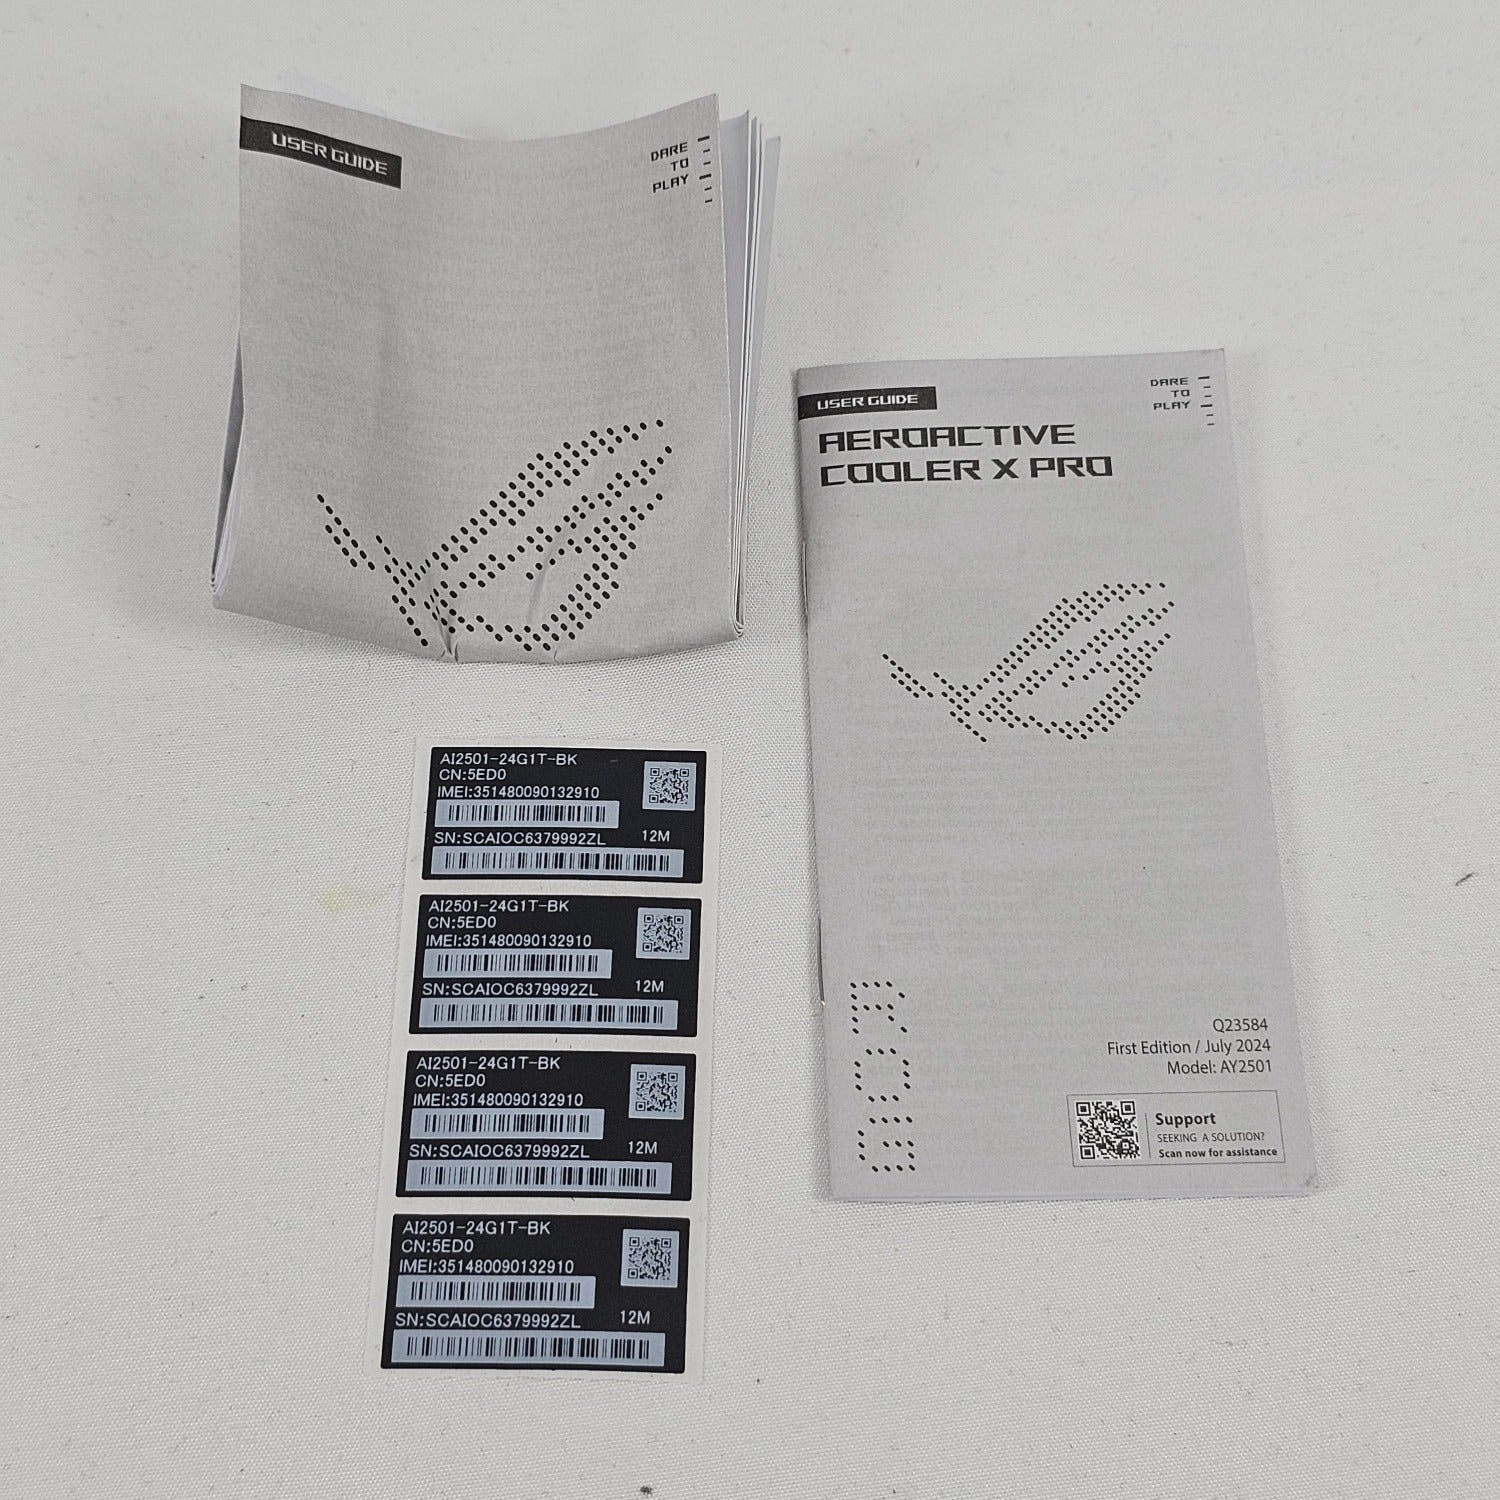 USER GUIDE
DARE
TO
PLAY
USER GUIDE
DARE
TO
PLAY
AEROACTIVE
COOLER X PRO
Q23584
First Edition / July 2024
Model: AY2501
Support
SEEKING A SOLUTION?
Scan now for assistance
AI2501-24G1T-BK
CN:5ED0
IMEI:351480090132910
SN:SCAIOC6379992ZL 12M
AI2501-24G1T-BK
CN:5ED0
IMEI:351480090132910
SN:SCAIOC6379992ZL 12M
AI2501-24G1T-BK
CN:5ED0
IMEI:351480090132910
SN:SCAIOC6379992ZL 12M
AI2501-24G1T-BK
CN:5ED0
IMEI:351480090132910
SN:SCAIOC6379992ZL 12M